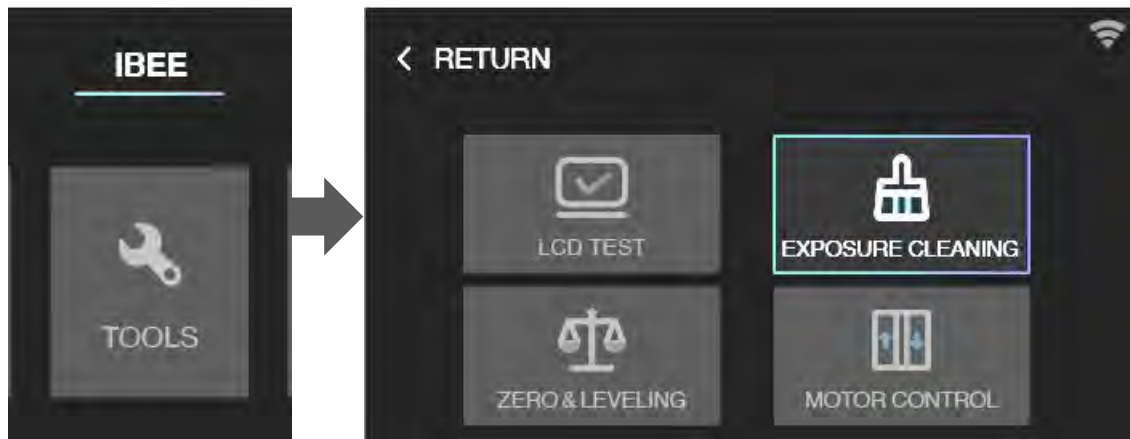 IBEE
TOOLS
< RETURN
LCD TEST
EXPOSURE CLEANING
ZERO & LEVELING
MOTOR CONTROL